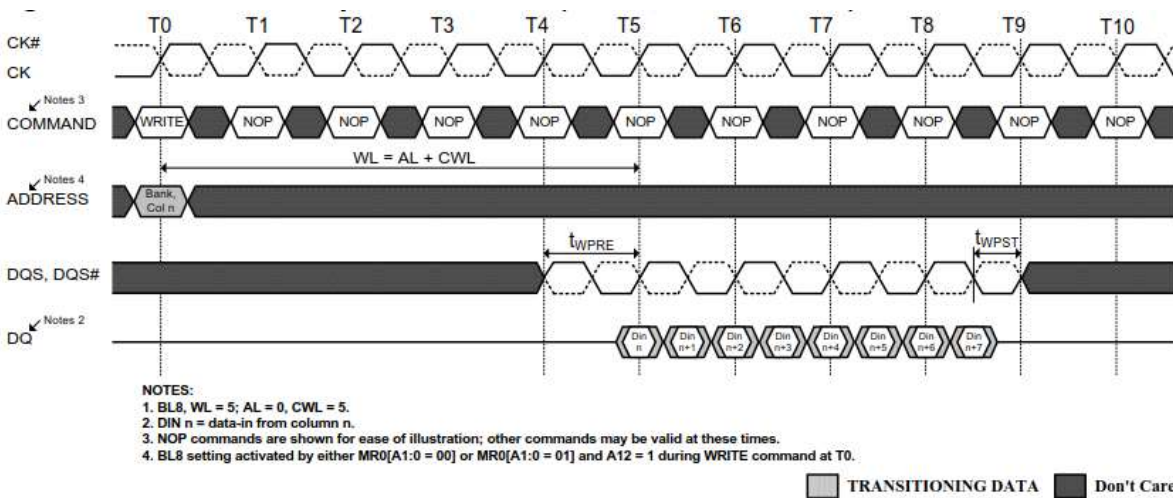 T0 T1 T2 T3 T4 T5 T6 T7 T8 T9 T10
CK#
CK
Notes 3
COMMAND WRITE NOP NOP NOP NOP NOP NOP NOP NOP NOP NOP
WL = AL + CWL
Notes 4
ADDRESS
Bank,
Col n
tWPRE tWPST
DQS, DQS#
Notes 2
DQ
Din n Din n+1 Din n+2 Din n+3 Din n+4 Din n+5 Din n+6 Din n+7
NOTES:
1. BL8, WL = 5; AL = 0, CWL = 5.
2. DIN n = data-in from column n.
3. NOP commands are shown for ease of illustration; other commands may be valid at these times.
4. BL8 setting activated by either MR0[A1:0 = 00] or MR0[A1:0 = 01] and A12 = 1 during WRITE command at T0.
TRANSITIONING DATA Don't Care